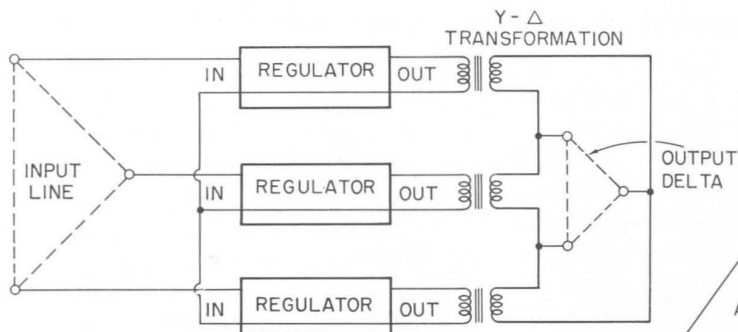 Y - Δ
TRANSFORMATION
IN REGULATOR OUT
INPUT
LINE
IN REGULATOR OUT
OUTPUT
DELTA
IN REGULATOR OUT
A